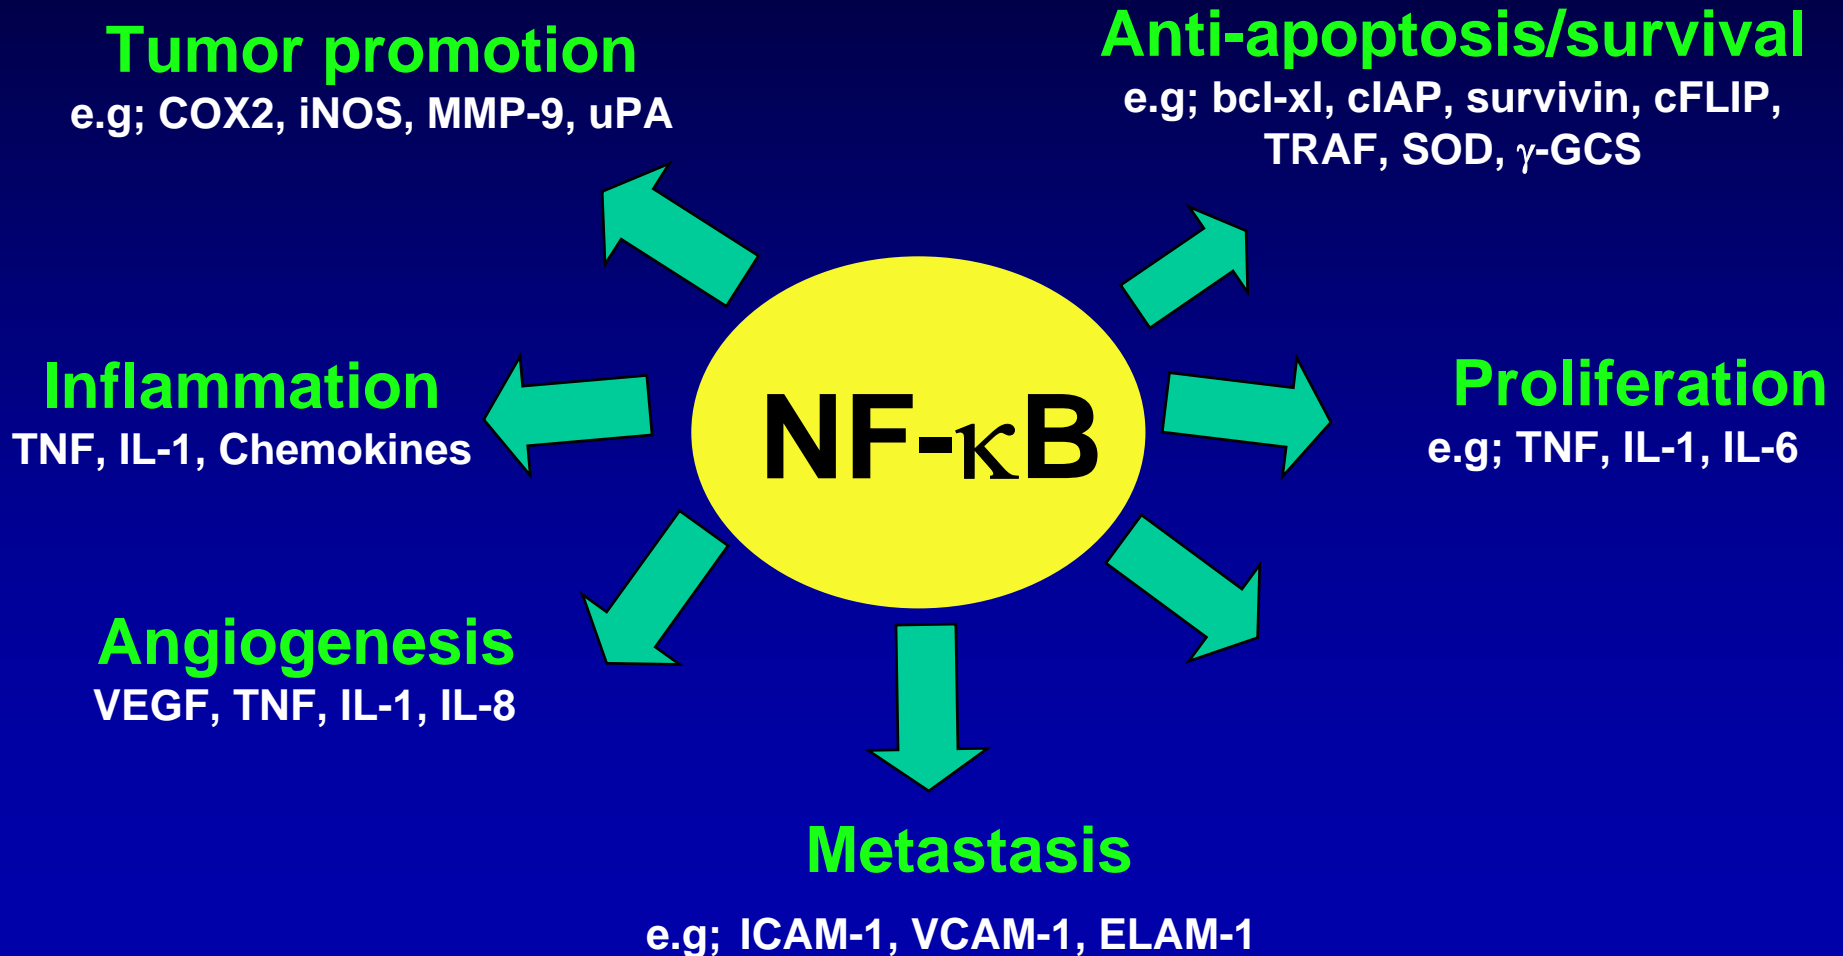 Tumor promotion
e.g; COX2, iNOS, MMP-9, uPA
Anti-apoptosis/survival
e.g; bcl-xl, cIAP, survivin, cFLIP,
TRAF, SOD, γ-GCS
Inflammation
TNF, IL-1, Chemokines
NF-κB
Proliferation
e.g; TNF, IL-1, IL-6
Angiogenesis
VEGF, TNF, IL-1, IL-8
Metastasis
e.g; ICAM-1, VCAM-1, ELAM-1